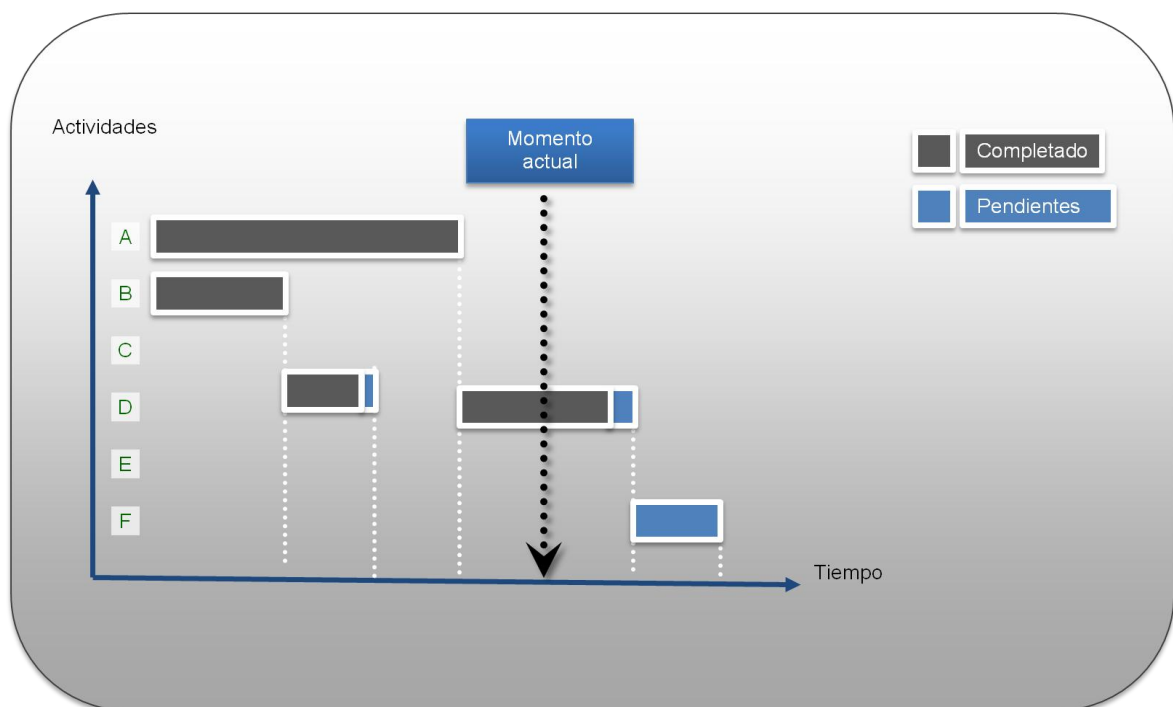 Actividades
Momento
actual
Completado
Pendientes
A
B
C
D
E
F
Tiempo